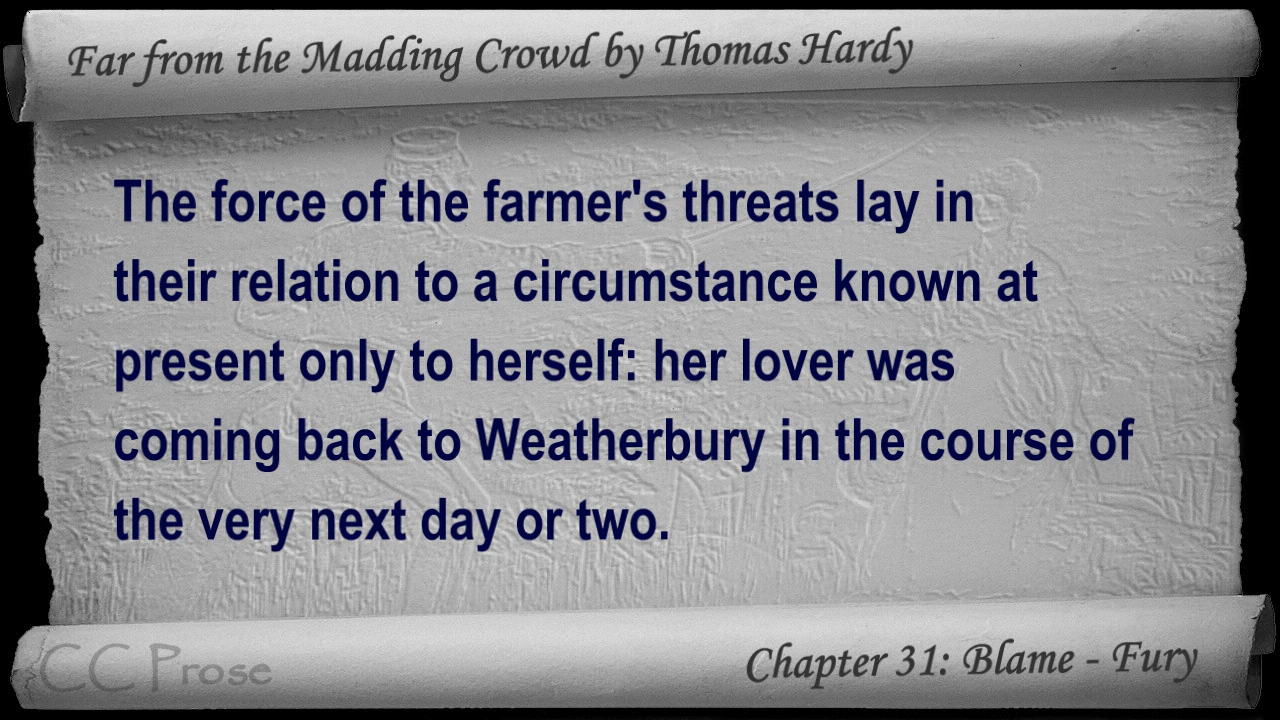 Far from the Madding Crowd by Thomas Hardy
The force of the farmer's threats lay in
their relation to a circumstance known at
present only to herself: her lover was
coming back to Weatherbury in the course of
the very next day or two.
CC Prose
Chapter 31: Blame - Fury